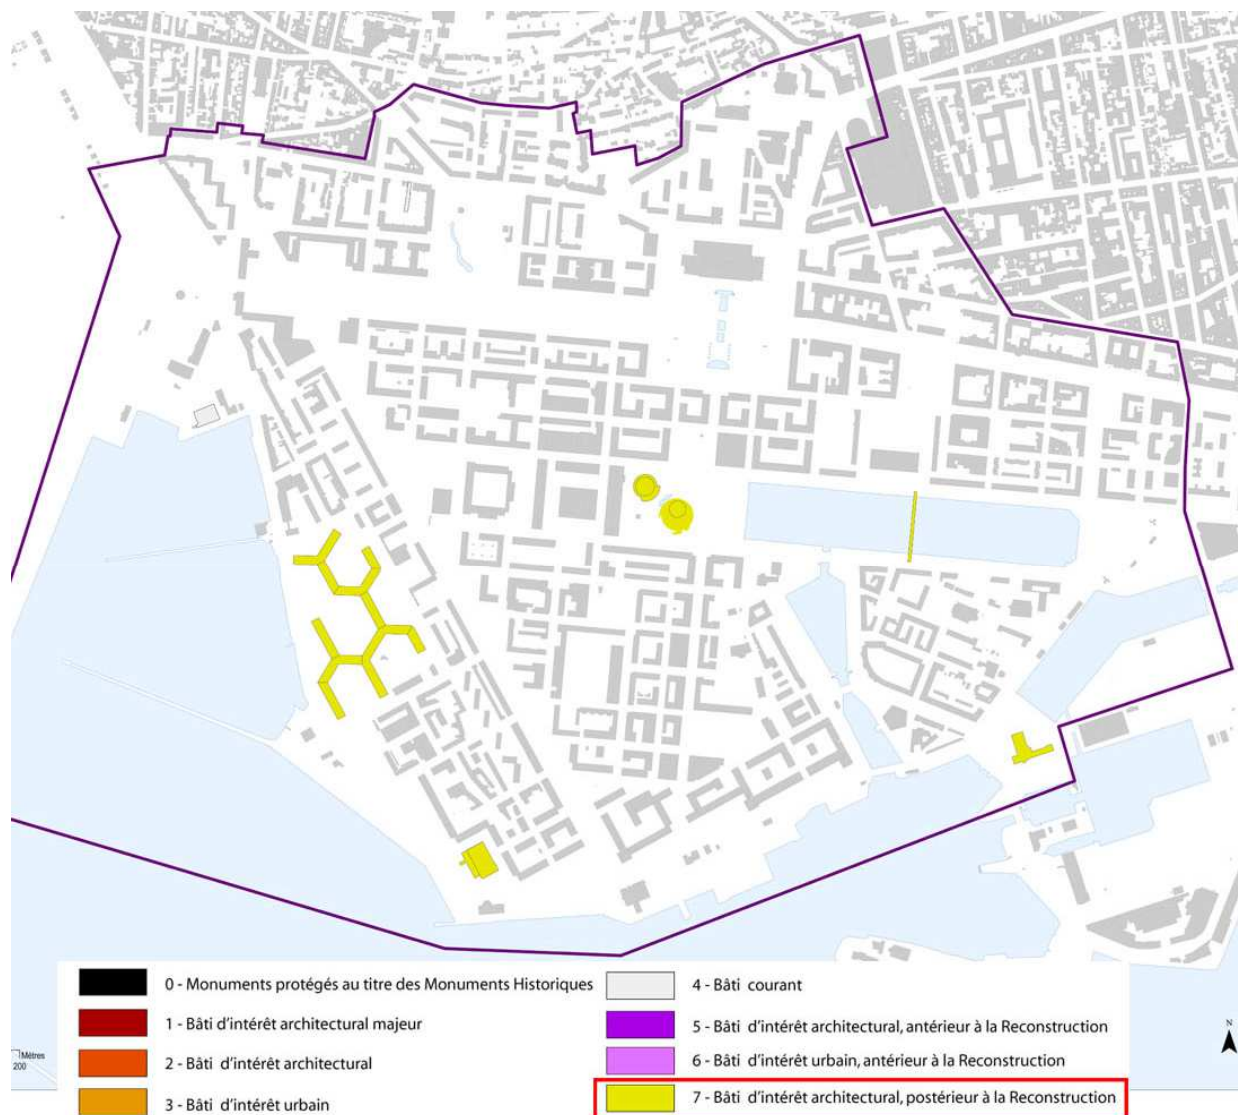 0 - Monuments protégés au titre des Monuments Historiques
1 - Bâti d'intérêt architectural majeur
2 - Bâti d'intérêt architectural
3 - Bâti d'intérêt urbain
4 - Bâti courant
5 - Bâti d'intérêt architectural, antérieur à la Reconstruction
6 - Bâti d'intérêt urbain, antérieur à la Reconstruction
7 - Bâti d'intérêt architectural, postérieur à la Reconstruction
Mètres
200
N